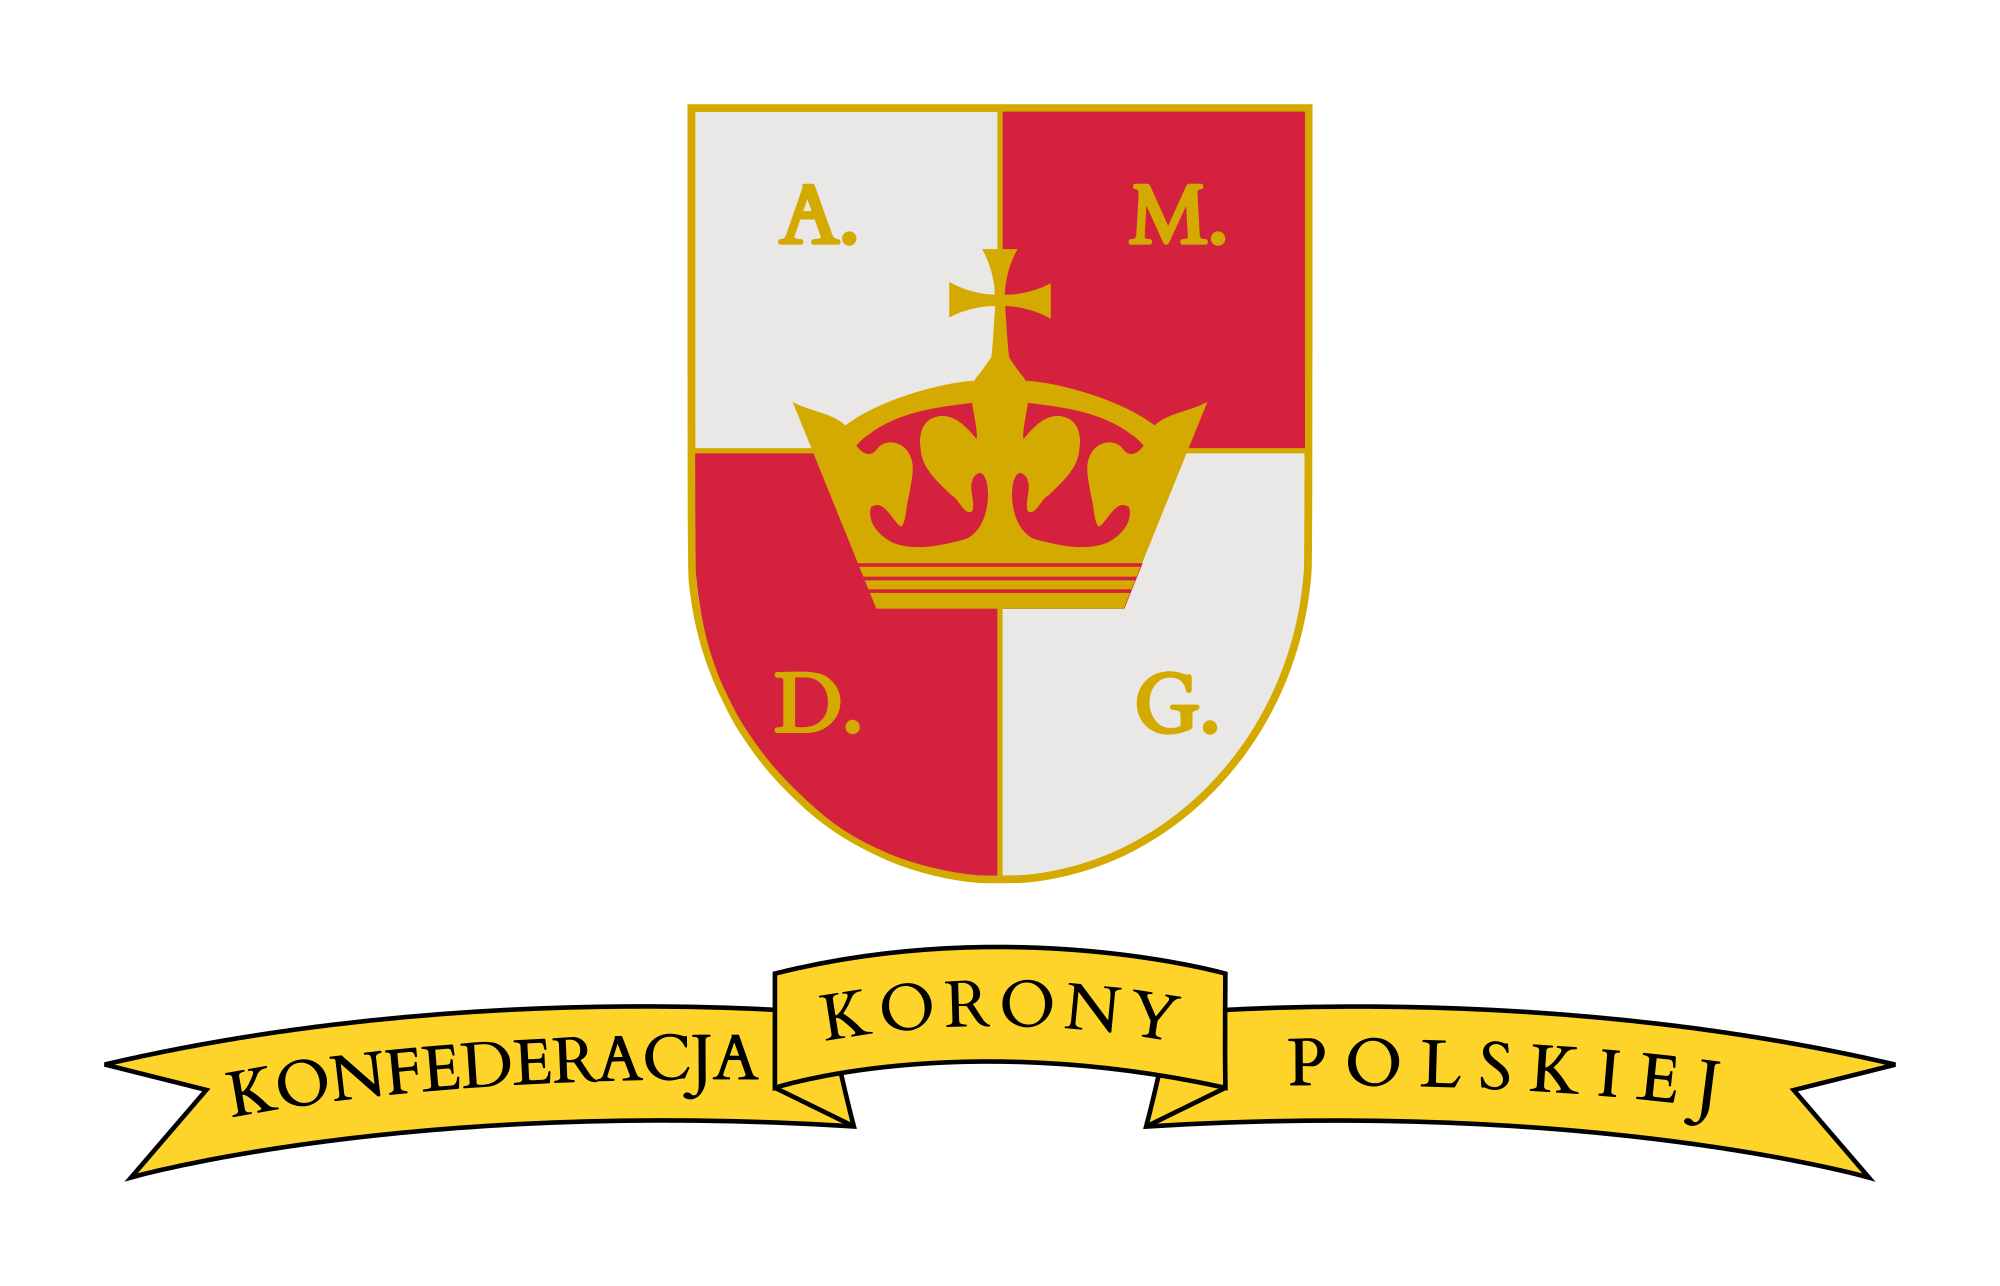 A. M.
D. G.
KONFEDERACJA KORONY POLSKIEJ